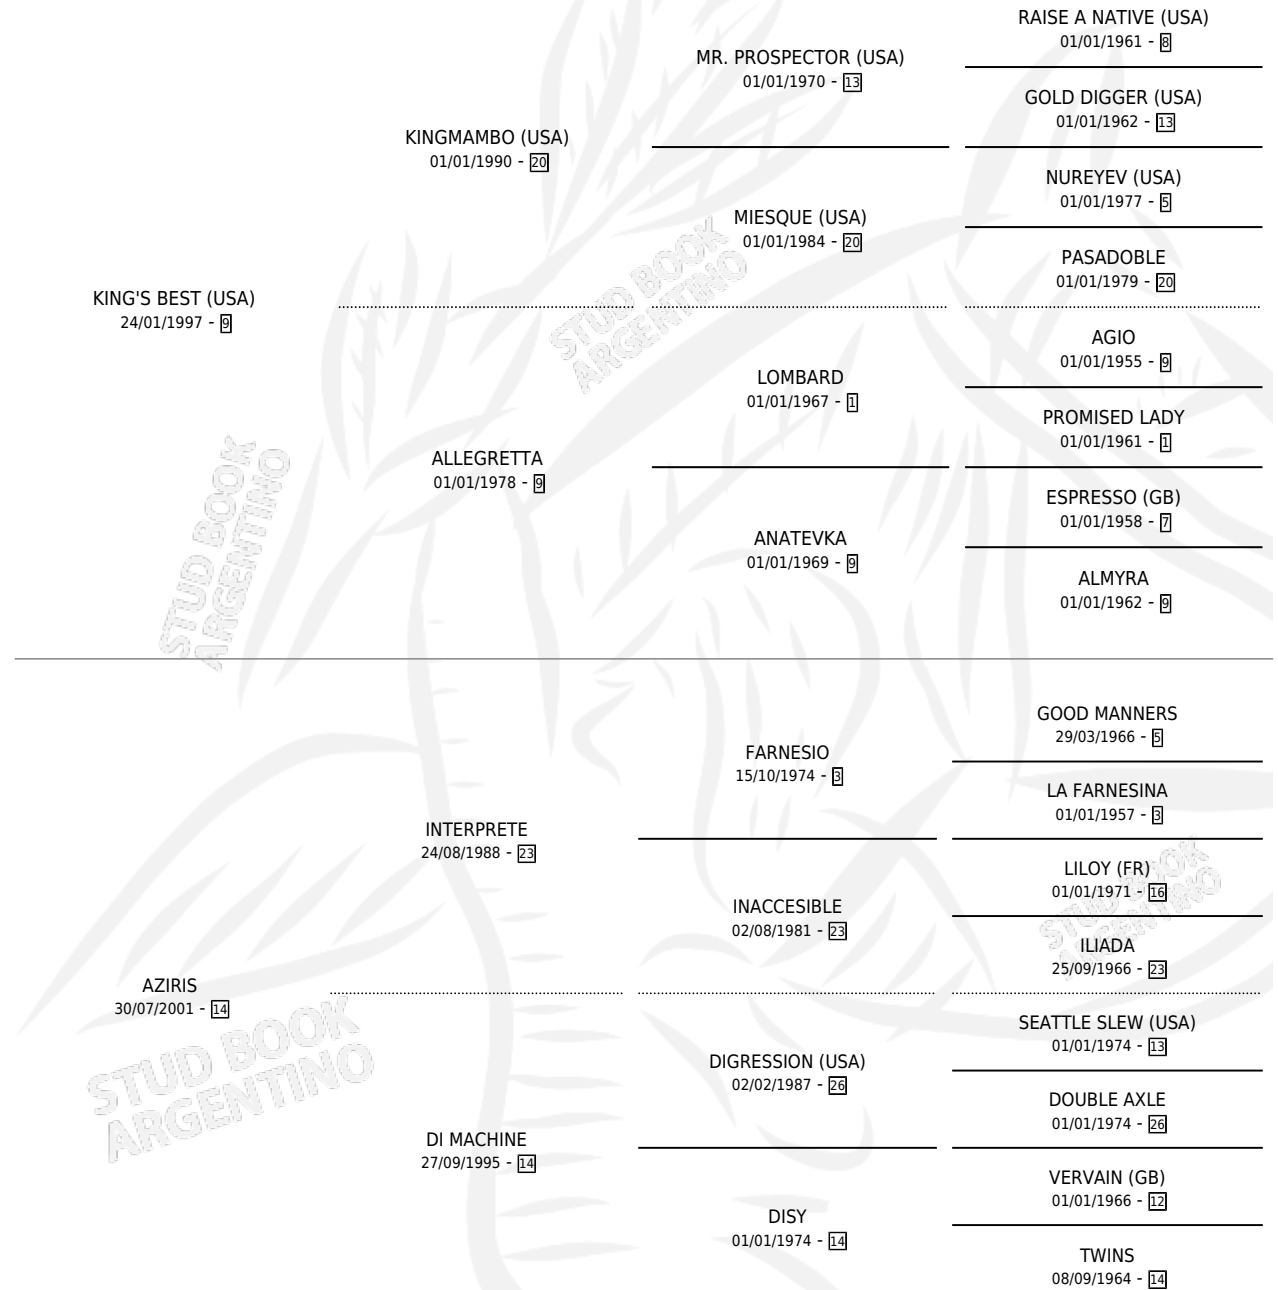 RAISE A NATIVE (USA)
01/01/1961 - 8
MR. PROSPECTOR (USA)
01/01/1970 - 13
GOLD DIGGER (USA)
01/01/1962 - 13
KINGMAMBO (USA)
01/01/1990 - 20
NUREYEV (USA)
01/01/1977 - 5
MIESQUE (USA)
01/01/1984 - 20
PASADOBLE
01/01/1979 - 20
KING'S BEST (USA)
24/01/1997 - 9
AGIO
01/01/1955 - 9
LOMBARD
01/01/1967 - 1
PROMISED LADY
01/01/1961 - 1
ALLEGRETTA
01/01/1978 - 9
ESPRESSO (GB)
01/01/1958 - 7
ANATEVKA
01/01/1969 - 9
ALMYRA
01/01/1962 - 9
GOOD MANNERS
29/03/1966 - 5
FARNESIO
15/10/1974 - 3
LA FARNESINA
01/01/1957 - 3
INTERPRETE
24/08/1988 - 23
LILOY (FR)
01/01/1971 - 16
INACCESIBLE
02/08/1981 - 23
ILIADA
25/09/1966 - 23
AZIRIS
30/07/2001 - 14
SEATTLE SLEW (USA)
01/01/1974 - 13
DIGRESSION (USA)
02/02/1987 - 26
DOUBLE AXLE
01/01/1974 - 26
DI MACHINE
27/09/1995 - 14
VERVAIN (GB)
01/01/1966 - 12
DISY
01/01/1974 - 14
TWINS
08/09/1964 - 14
STUD BOOK
ARGENTINO
STUD BOOK
ARGENTINO
STUD BOOK
ARGENTINO
STUD BOOK
ARGENTINO